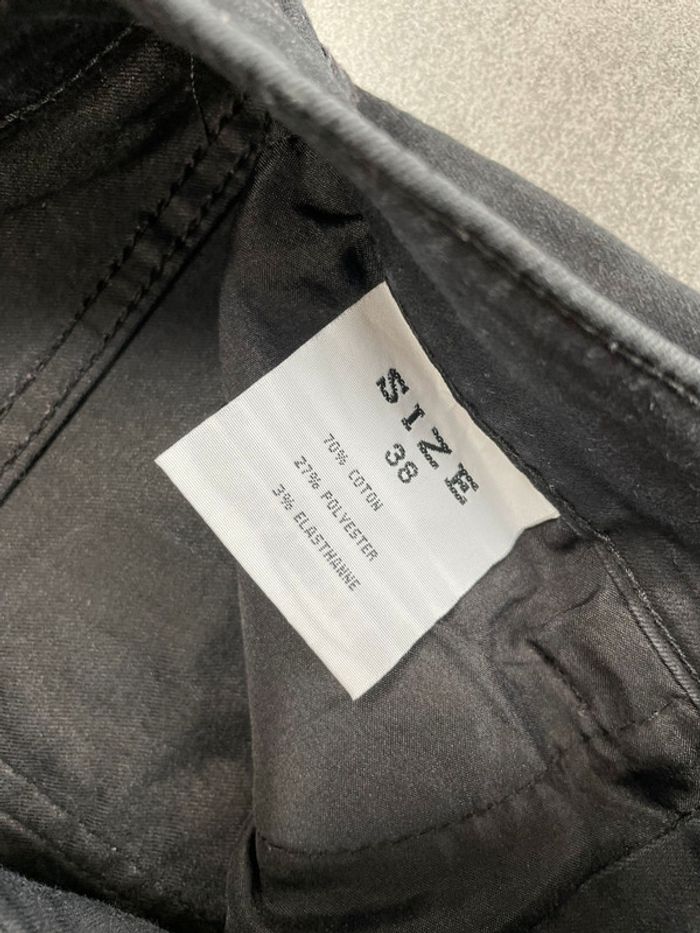 SIZE
38
70% COTON
27% POLYESTER
3% ELASTHANNE